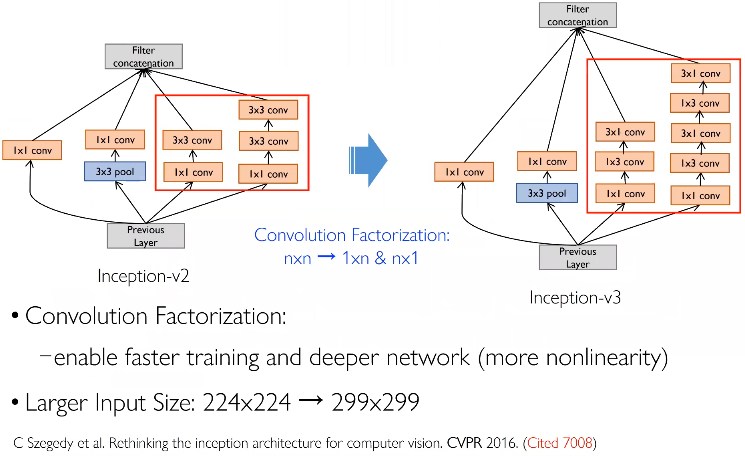 Filter
concatenation
3x3 conv
1x1 conv
3x3 conv
3x3 conv
1x1 conv
3x3 pool
1x1 conv
1x1 conv
Previous
Layer
Inception-v2
Convolution Factorization:
nxn → 1xn & nx1
Filter
concatenation
3x1 conv
1x3 conv
3x1 conv
3x1 conv
1x1 conv
1x3 conv
1x3 conv
1x1 conv
3x3 pool
1x1 conv
1x1 conv
Previous
Layer
Inception-v3
• Convolution Factorization:
–enable faster training and deeper network (more nonlinearity)
• Larger Input Size: 224x224 → 299x299
C Szegedy et al. Rethinking the inception architecture for computer vision. CVPR 2016. (Cited 7008)